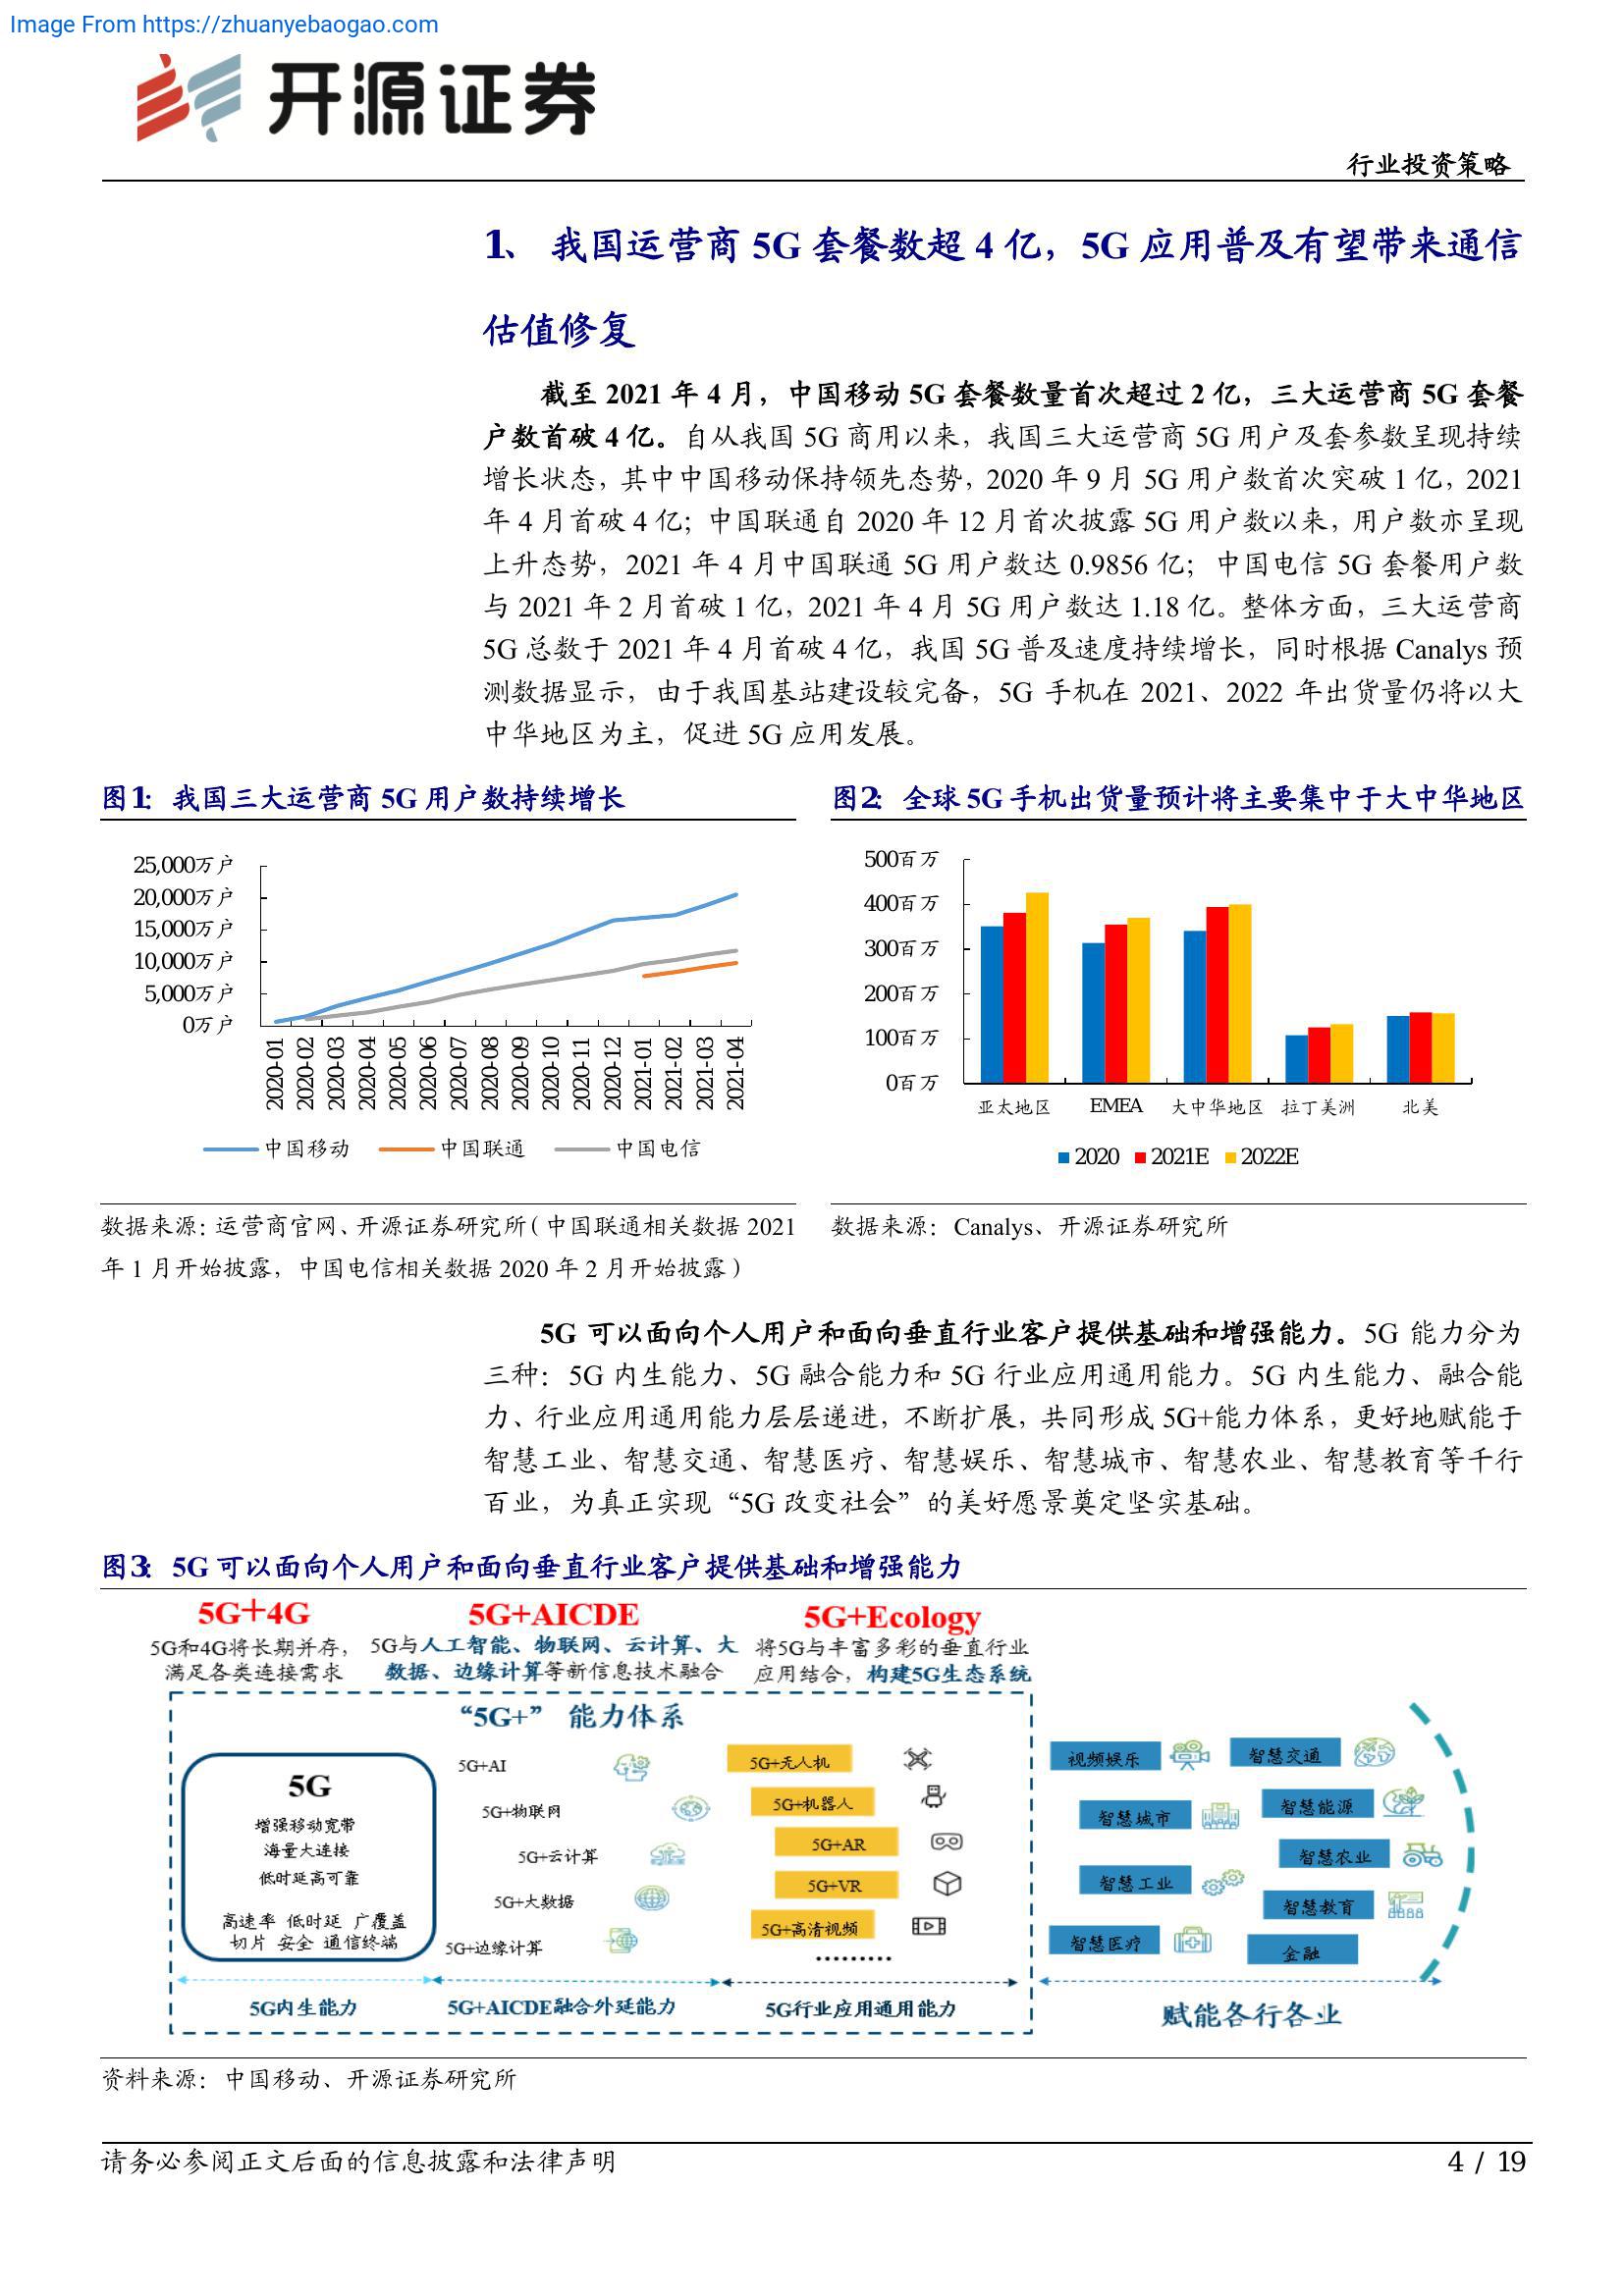 Image From https://zhuanyebaogao.com
开源证券
行业投资策略
1、 我国运营商 5G 套餐数超 4 亿，5G 应用普及有望带来通信
估值修复
截至 2021 年 4 月，中国移动 5G 套餐数量首次超过 2 亿，三大运营商 5G 套餐
户数首破 4 亿。自从我国 5G 商用以来，我国三大运营商 5G 用户及套参数呈现持续
增长状态，其中中国移动保持领先态势，2020 年 9 月 5G 用户数首次突破 1 亿，2021
年 4 月首破 4 亿；中国联通自 2020 年 12 月首次披露 5G 用户数以来，用户数亦呈现
上升态势，2021 年 4 月中国联通 5G 用户数达 0.9856 亿；中国电信 5G 套餐用户数
与 2021 年 2 月首破 1 亿，2021 年 4 月 5G 用户数达 1.18 亿。整体方面，三大运营商
5G 总数于 2021 年 4 月首破 4 亿，我国 5G 普及速度持续增长，同时根据 Canalys 预
测数据显示，由于我国基站建设较完备，5G 手机在 2021、2022 年出货量仍将以大
中华地区为主，促进 5G 应用发展。
图1：我国三大运营商 5G 用户数持续增长
25,000万户
20,000万户
15,000万户
10,000万户
5,000万户
0万户
2020-01
2020-02
2020-03
2020-04
2020-05
2020-06
2020-07
2020-08
2020-09
2020-10
2020-11
2020-12
2021-01
2021-02
2021-03
2021-04
中国移动 中国联通 中国电信
数据来源：运营商官网、开源证券研究所（中国联通相关数据 2021
年 1 月开始披露，中国电信相关数据 2020 年 2 月开始披露）
图2：全球 5G 手机出货量预计将主要集中于大中华地区
500百万
400百万
300百万
200百万
100百万
0百万
亚太地区 EMEA 大中华地区 拉丁美洲 北美
2020 2021E 2022E
数据来源：Canalys、开源证券研究所
5G 可以面向个人用户和面向垂直行业客户提供基础和增强能力。5G 能力分为
三种：5G 内生能力、5G 融合能力和 5G 行业应用通用能力。5G 内生能力、融合能
力、行业应用通用能力层层递进，不断扩展，共同形成 5G+能力体系，更好地赋能于
智慧工业、智慧交通、智慧医疗、智慧娱乐、智慧城市、智慧农业、智慧教育等千行
百业，为真正实现“5G 改变社会”的美好愿景奠定坚实基础。
图3：5G 可以面向个人用户和面向垂直行业客户提供基础和增强能力
5G+4G
5G和4G将长期并存，
满足各类连接需求
5G+AICDE
5G与人工智能、物联网、云计算、大
数据、边缘计算等新信息技术融合
5G+Ecology
将5G与丰富多彩的垂直行业
应用结合，构建5G生态系统
“5G+” 能力体系
5G
增强移动宽带
海量大连接
低时延高可靠
高速率 低时延 广覆盖
切片 安全 通信终端
5G+AI
5G+物联网
5G+云计算
5G+大数据
5G+边缘计算
5G+无人机
5G+机器人
5G+AR
5G+VR
5G+高清视频
.........
视频娱乐
智慧交通
智慧城市
智慧能源
智慧农业
智慧工业
智慧教育
智慧医疗
金融
5G内生能力
5G+AICDE融合外延能力
5G行业应用通用能力
赋能各行各业
资料来源：中国移动、开源证券研究所
请务必参阅正文后面的信息披露和法律声明
4 / 19